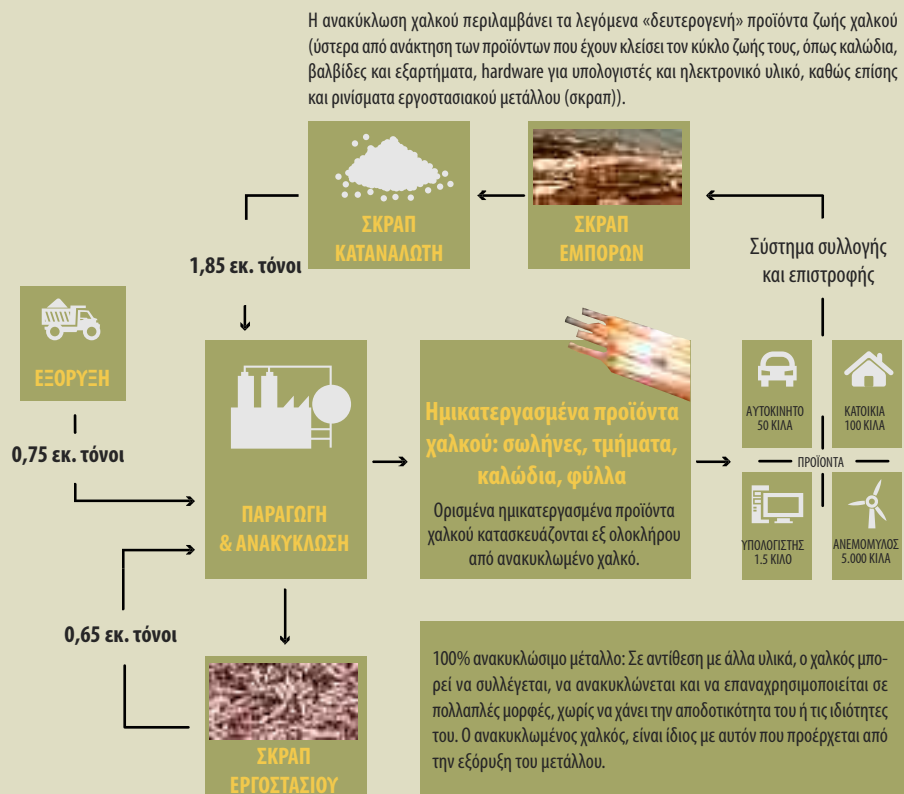 Η ανακύκλωση χαλκού περιλαμβάνει τα λεγόμενα «δευτερογενή» προϊόντα ζωής χαλκού
(ύστερα από ανάκτηση των προϊόντων που έχουν κλείσει τον κύκλο ζωής τους, όπως καλώδια,
βαλβίδες και εξαρτήματα, hardware για υπολογιστές και ηλεκτρονικό υλικό, καθώς επίσης
και ρινίσματα εργοστασιακού μετάλλου (σκραπ)).
ΣΚΡΑΠ
ΚΑΤΑΝΑΛΩΤΗ
ΣΚΡΑΠ
ΕΜΠΟΡΩΝ
Σύστημα συλλογής
και επιστροφής
1,85 εκ. τόνοι
ΕΞΟΡΥΞΗ
0,75 εκ. τόνοι
ΠΑΡΑΓΩΓΗ
& ΑΝΑΚΥΚΛΩΣΗ
Ημικατεργασμένα προϊόντα
χαλκού: σωλήνες, τμήματα,
καλώδια, φύλλα
Ορισμένα ημικατεργασμένα προϊόντα
χαλκού κατασκευάζονται εξ ολοκλήρου
από ανακυκλωμένο χαλκό.
ΑΥΤΟΚΙΝΗΤΟ
50 ΚΙΛΑ
ΚΑΤΟΙΚΙΑ
100 ΚΙΛΑ
ΠΡΟΪΟΝΤΑ
ΥΠΟΛΟΓΙΣΤΗΣ
1.5 ΚΙΛΟ
ΑΝΕΜΟΜΥΛΟΣ
5.000 ΚΙΛΑ
0,65 εκ. τόνοι
ΣΚΡΑΠ
ΕΡΓΟΣΤΑΣΙΟΥ
100% ανακυκλώσιμο μέταλλο: Σε αντίθεση με άλλα υλικά, ο χαλκός μπο-
ρεί να συλλέγεται, να ανακυκλώνεται και να επαναχρησιμοποιείται σε
πολλαπλές μορφές, χωρίς να χάνει την αποδοτικότητα του ή τις ιδιότητες
του. Ο ανακυκλωμένος χαλκός, είναι ίδιος με αυτόν που προέρχεται από
την εξόρυξη του μετάλλου.